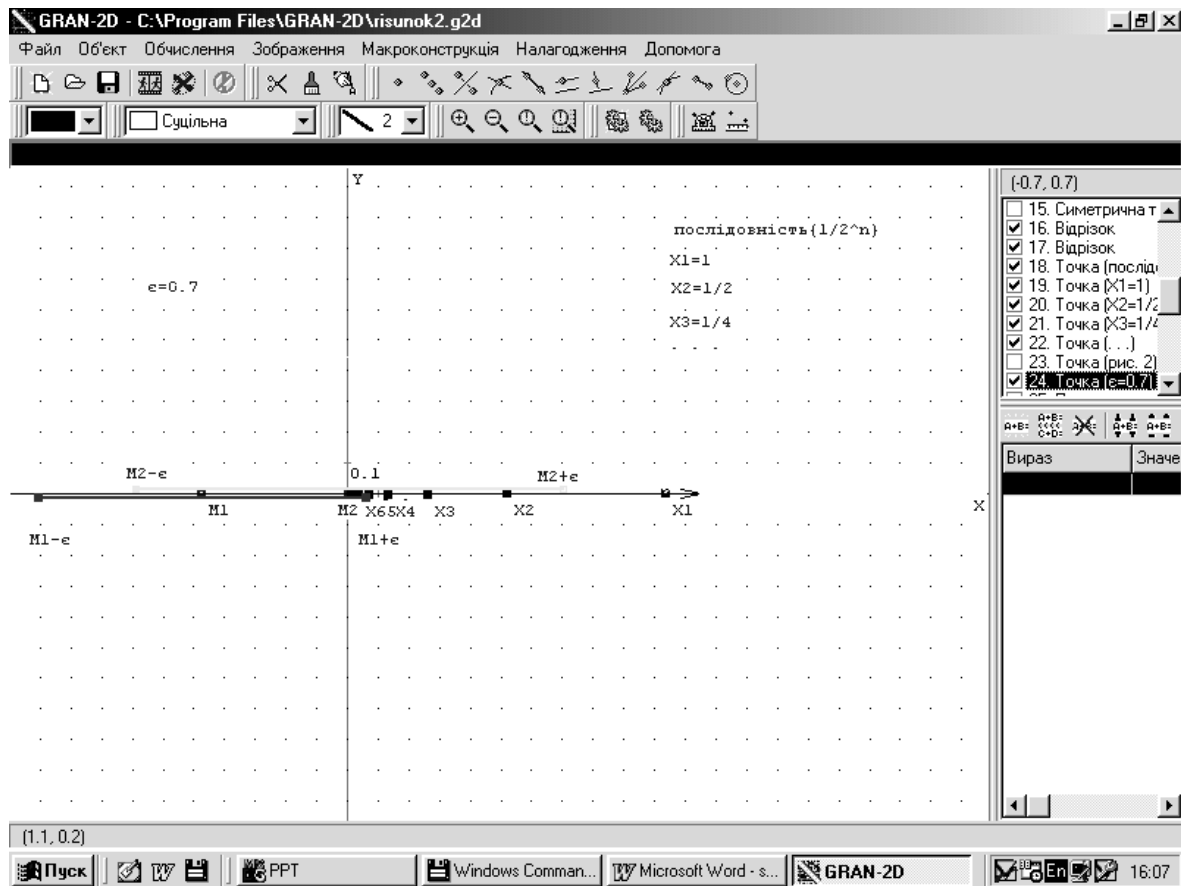 GRAN-2D - C:\Program Files\GRAN-2D\risunok2.g2d
Файл Об'єкт Обчислення Зображення Макроконструкція Налагодження Допомога
Суцільна
2
Y
(-0.7, 0.7)
15. Симетрична т
16. Відрізок
17. Відрізок
18. Точка (послідо
19. Точка (X1=1)
20. Точка (X2=1/2
21. Точка (X3=1/4
22. Точка (. . .)
23. Точка (рис. 2)
24. Точка (є=0.7)
послідовність{1/2^n}
X1=1
є=0.7
X2=1/2
X3=1/4
. . .
A+B= A+B= C+D= A+B= A+B= A+B=
Вираз Значе
M2-є 0.1 M2+є
M1 M2 X65X4 X3 X2 X1 X
M1-є M1+є
(1.1, 0.2)
Пуск PPT Windows Comman... Microsoft Word - s... GRAN-2D En 16:07